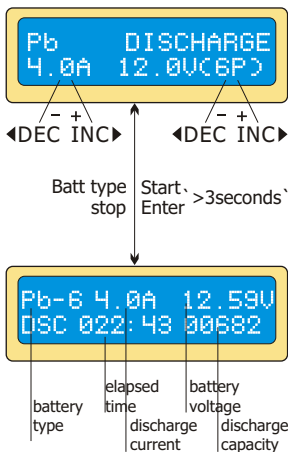 Pb DISCHARGE
4.0A 12.0V(6P)
- +
- +
◀DEC INC▶
◀DEC INC▶
Batt type
stop
Start
Enter
`>3seconds`
Pb-6 4.0A 12.59V
DSC 022:43 00682
battery
type
elapsed
time
discharge
current
battery
voltage
discharge
capacity